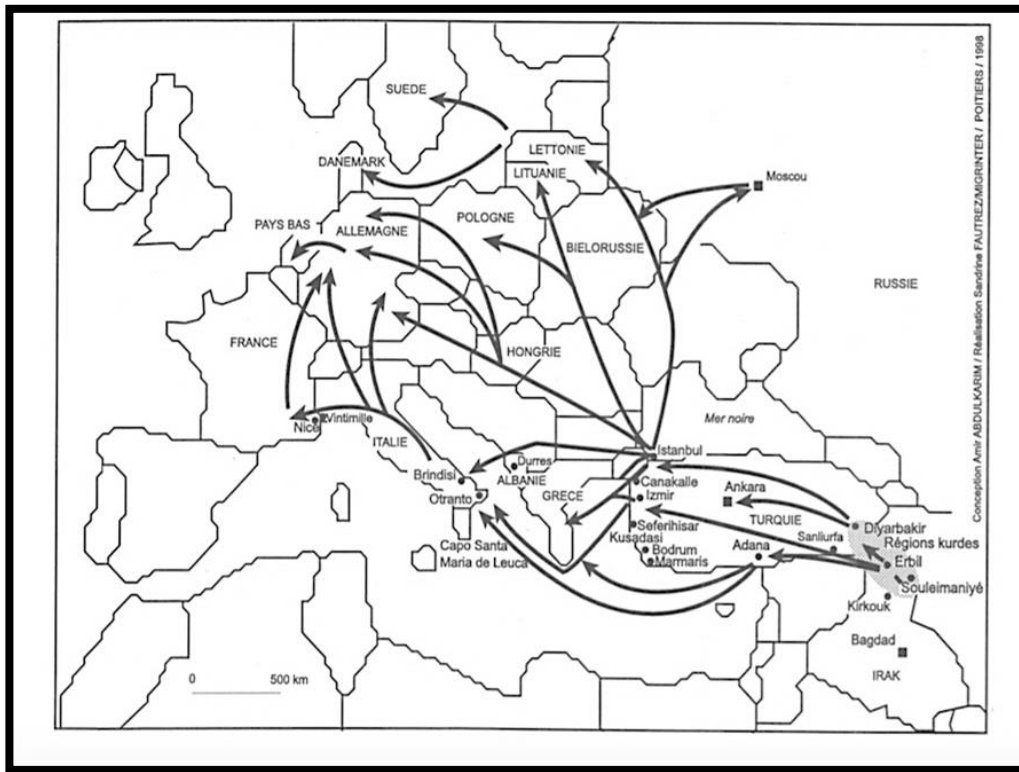 SUEDE
LETTONIE
DANEMARK
LITUANIE
Moscou
PAYS BAS
ALLEMAGNE
POLOGNE
BIELORUSSIE
RUSSIE
FRANCE
HONGRIE
Mer noire
Nice
Vintimille
ITALIE
Istanbul
Brindisi
Durres
ALBANIE
Canakalle
Ankara
Otranto
GRECE
Izmir
TURQUIE
Diyarbakir
Seferihisar
Sanliurfa
Régions kurdes
Kusadasi
Adana
Erbil
Capo Santa
Maria de Leuca
Bodrum
Marmaris
Souleimaniyé
Kirkouk
Bagdad
IRAK
0 500 km
Conception Amir ABDULKARIM / Réalisation Sandrine FAUTREZ/MIGRINTER / POITIERS / 1998